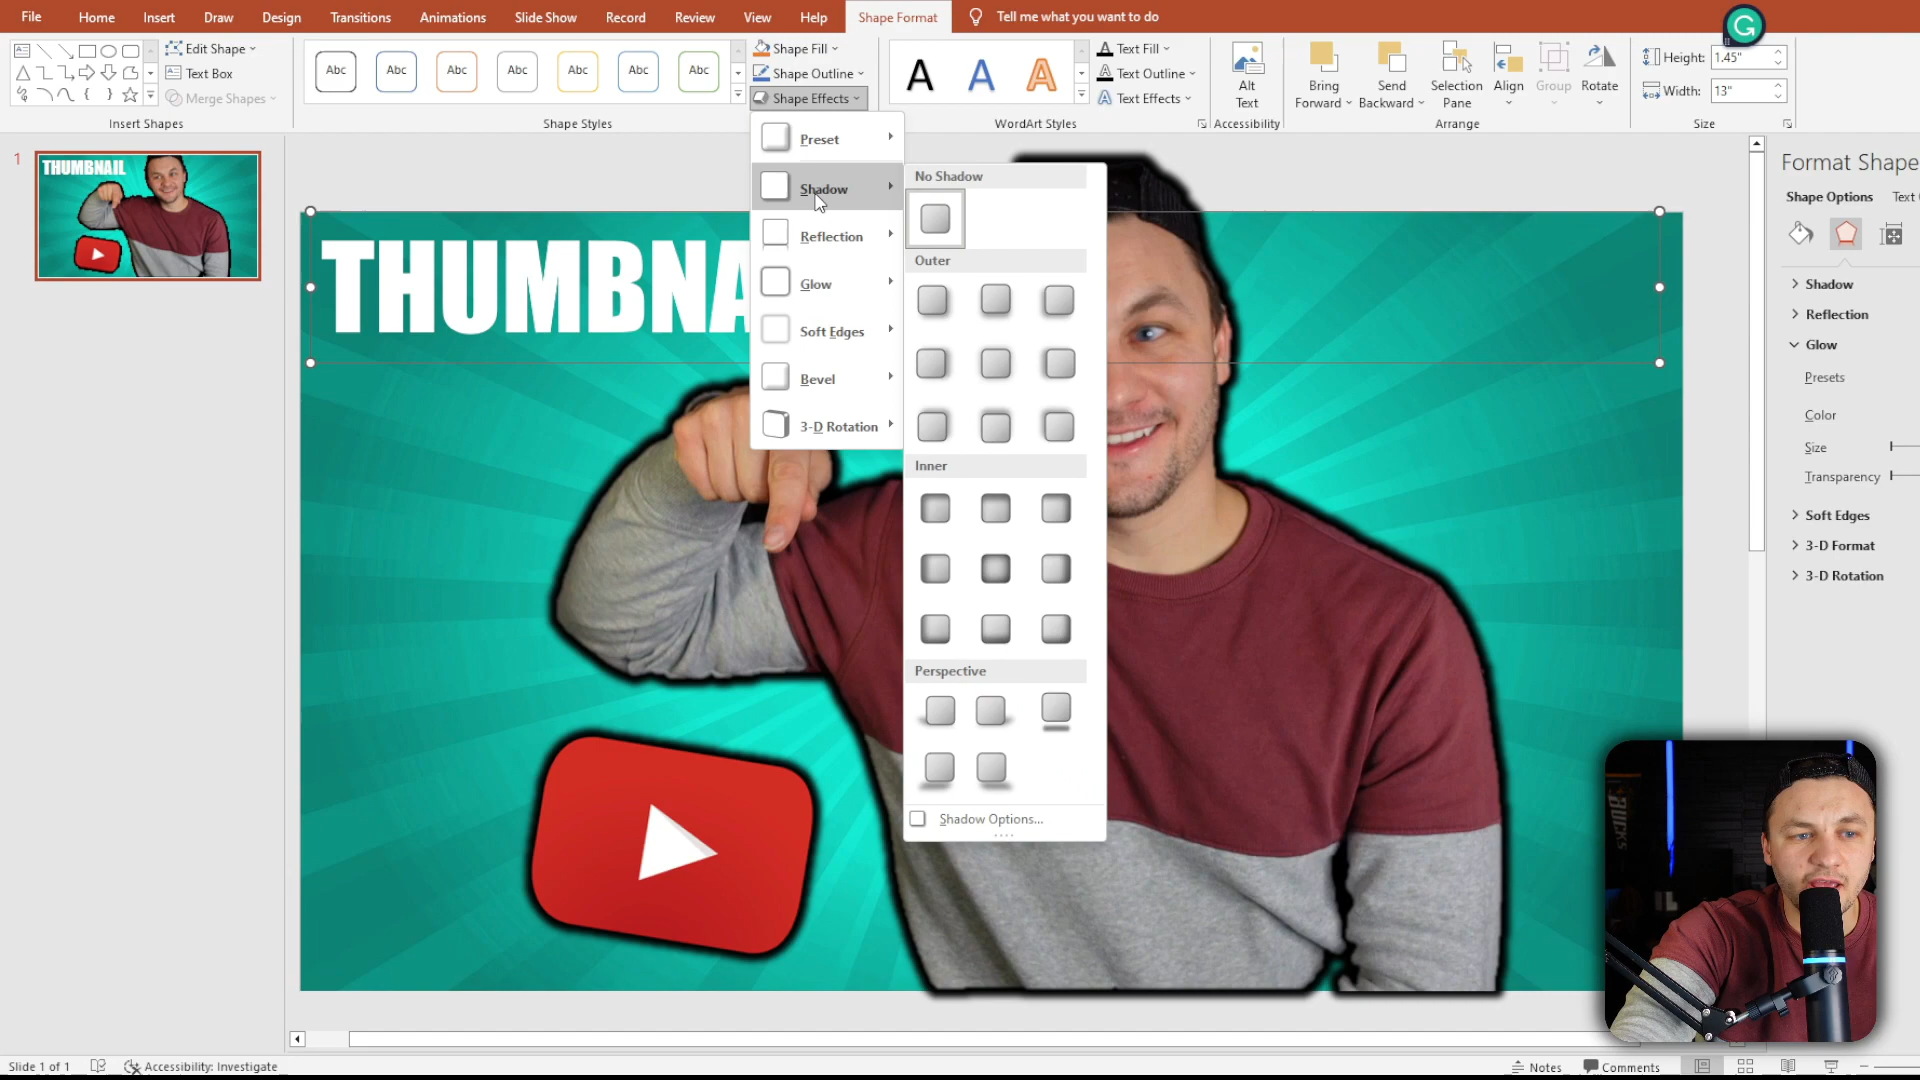 File Home Insert Draw Design Transitions Animations Slide Show Record Review View Help Shape Format Tell me what you want to do
Edit Shape
Text Box
Merge Shapes
Insert Shapes
Abc Abc Abc Abc Abc Abc Abc
Shape Styles
Shape Fill
Shape Outline
Shape Effects
A A A
WordArt Styles
Text Fill
Text Outline
Text Effects
Alt
Text
Accessibility
Bring
Forward
Send
Backward
Selection
Pane
Align
Group
Rotate
Arrange
Height: 1.45"
Width: 13"
Size
1
THUMBNAIL
THUMBNA
Preset
Shadow
Reflection
Glow
Soft Edges
Bevel
3-D Rotation
No Shadow
Outer
Inner
Perspective
Shadow Options...
Format Shape
Shape Options Text
Shadow
Reflection
Glow
Presets
Color
Size
Transparency
Soft Edges
3-D Format
3-D Rotation
BUCKS
Slide 1 of 1 Accessibility: Investigate Notes Comments